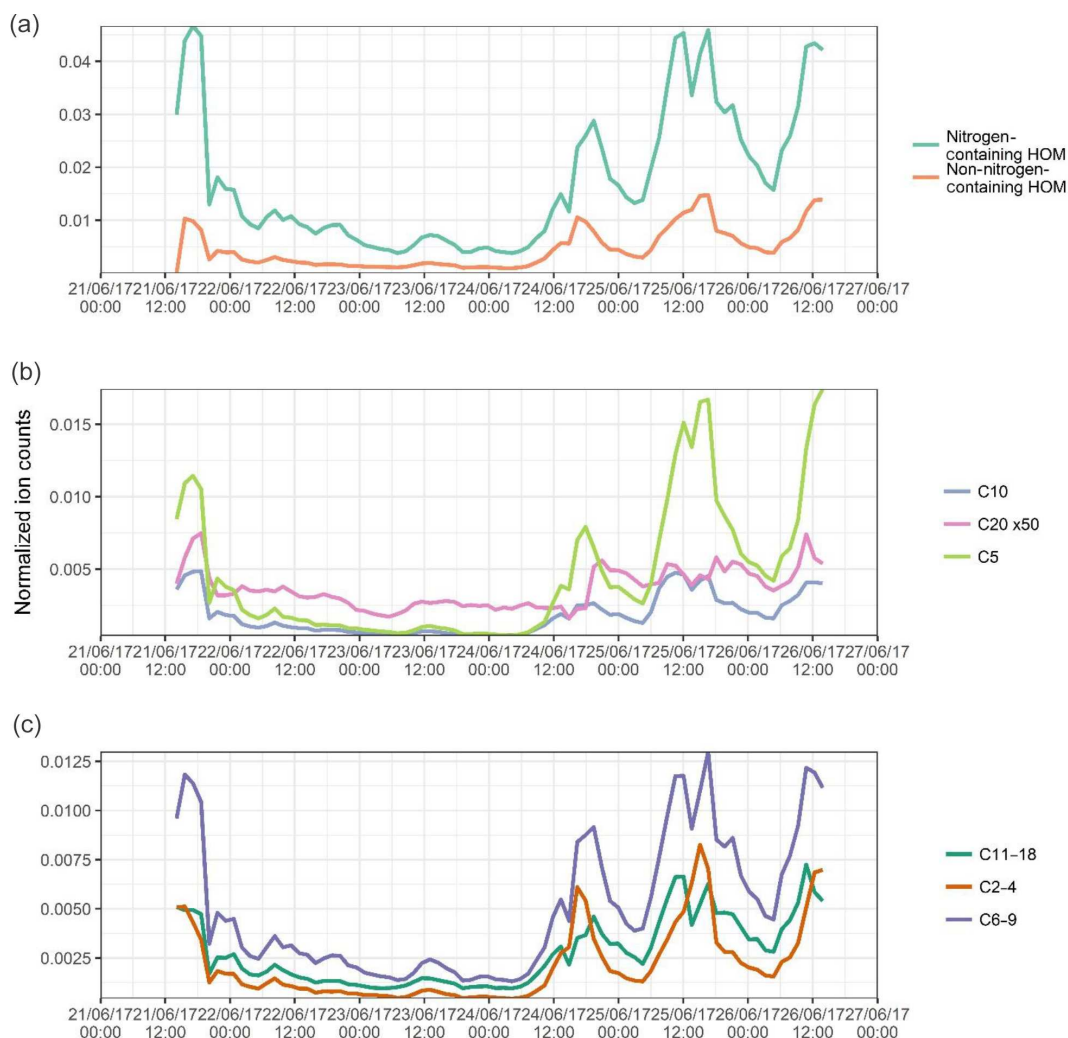 (a)
0.04
0.03
0.02
0.01
21/06/17 21/06/17 22/06/17 22/06/17 23/06/17 23/06/17 24/06/17 24/06/17 25/06/17 25/06/17 26/06/17 26/06/17 27/06/17
00:00 12:00 00:00 12:00 00:00 12:00 00:00 12:00 00:00 12:00 00:00 12:00 00:00
Nitrogen-
containing HOM
Non-nitrogen-
containing HOM
(b)
Normalized ion counts
0.015
0.010
0.005
21/06/17 21/06/17 22/06/17 22/06/17 23/06/17 23/06/17 24/06/17 24/06/17 25/06/17 25/06/17 26/06/17 26/06/17 27/06/17
00:00 12:00 00:00 12:00 00:00 12:00 00:00 12:00 00:00 12:00 00:00 12:00 00:00
C10
C20 x50
C5
(c)
0.0125
0.0100
0.0075
0.0050
0.0025
21/06/17 21/06/17 22/06/17 22/06/17 23/06/17 23/06/17 24/06/17 24/06/17 25/06/17 25/06/17 26/06/17 26/06/17 27/06/17
00:00 12:00 00:00 12:00 00:00 12:00 00:00 12:00 00:00 12:00 00:00 12:00 00:00
C11–18
C2–4
C6–9